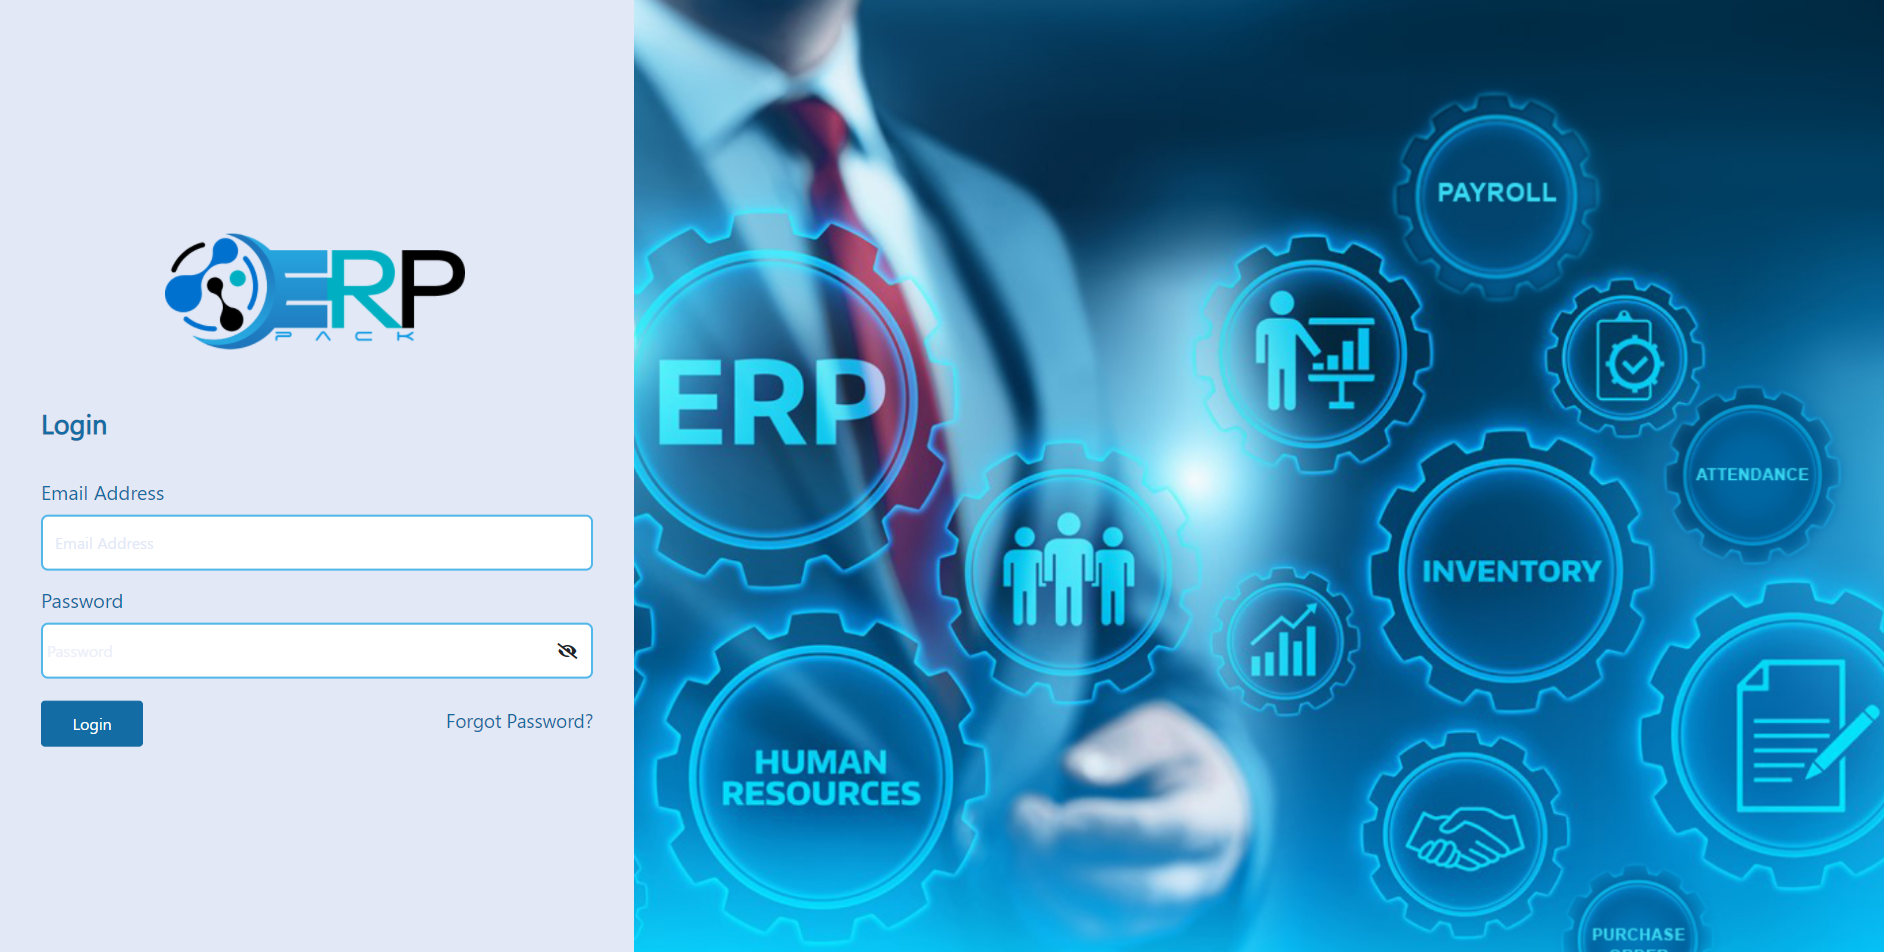 ERP
PACK
Login
Email Address
Email Address
Password
Password
Login
Forgot Password?
PAYROLL
ERP
ATTENDANCE
INVENTORY
HUMAN
RESOURCES
PURCHASE
ORDER